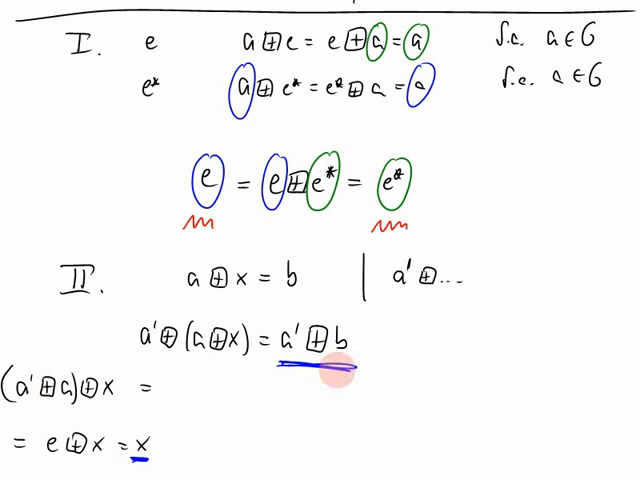 I. e a ⊞ e = e ⊞ a = a f.a. a ∈ G
e* a ⊞ e* = e* ⊞ a = a f.a. a ∈ G
e = e ⊞ e* = e*
II. a ⊞ x = b | a' ⊞ ...
a' ⊞ (a ⊞ x) = a' ⊞ b
(a' ⊞ a) ⊞ x =
= e ⊞ x = x